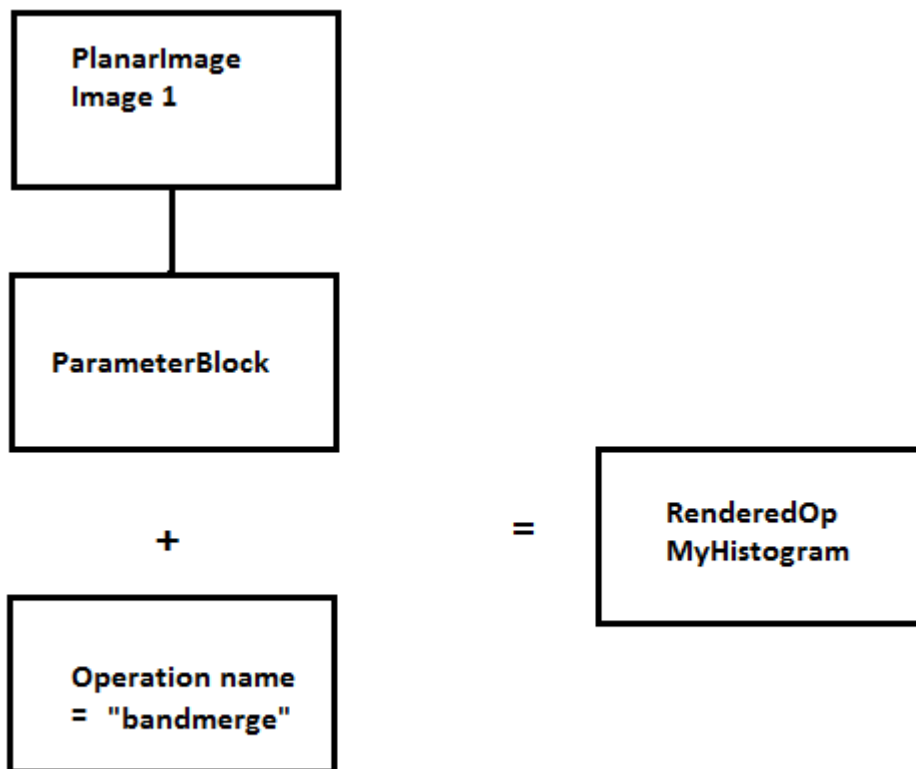 PlanarImage
Image 1
ParameterBlock
+
=
RenderedOp
MyHistogram
Operation name
= "bandmerge"